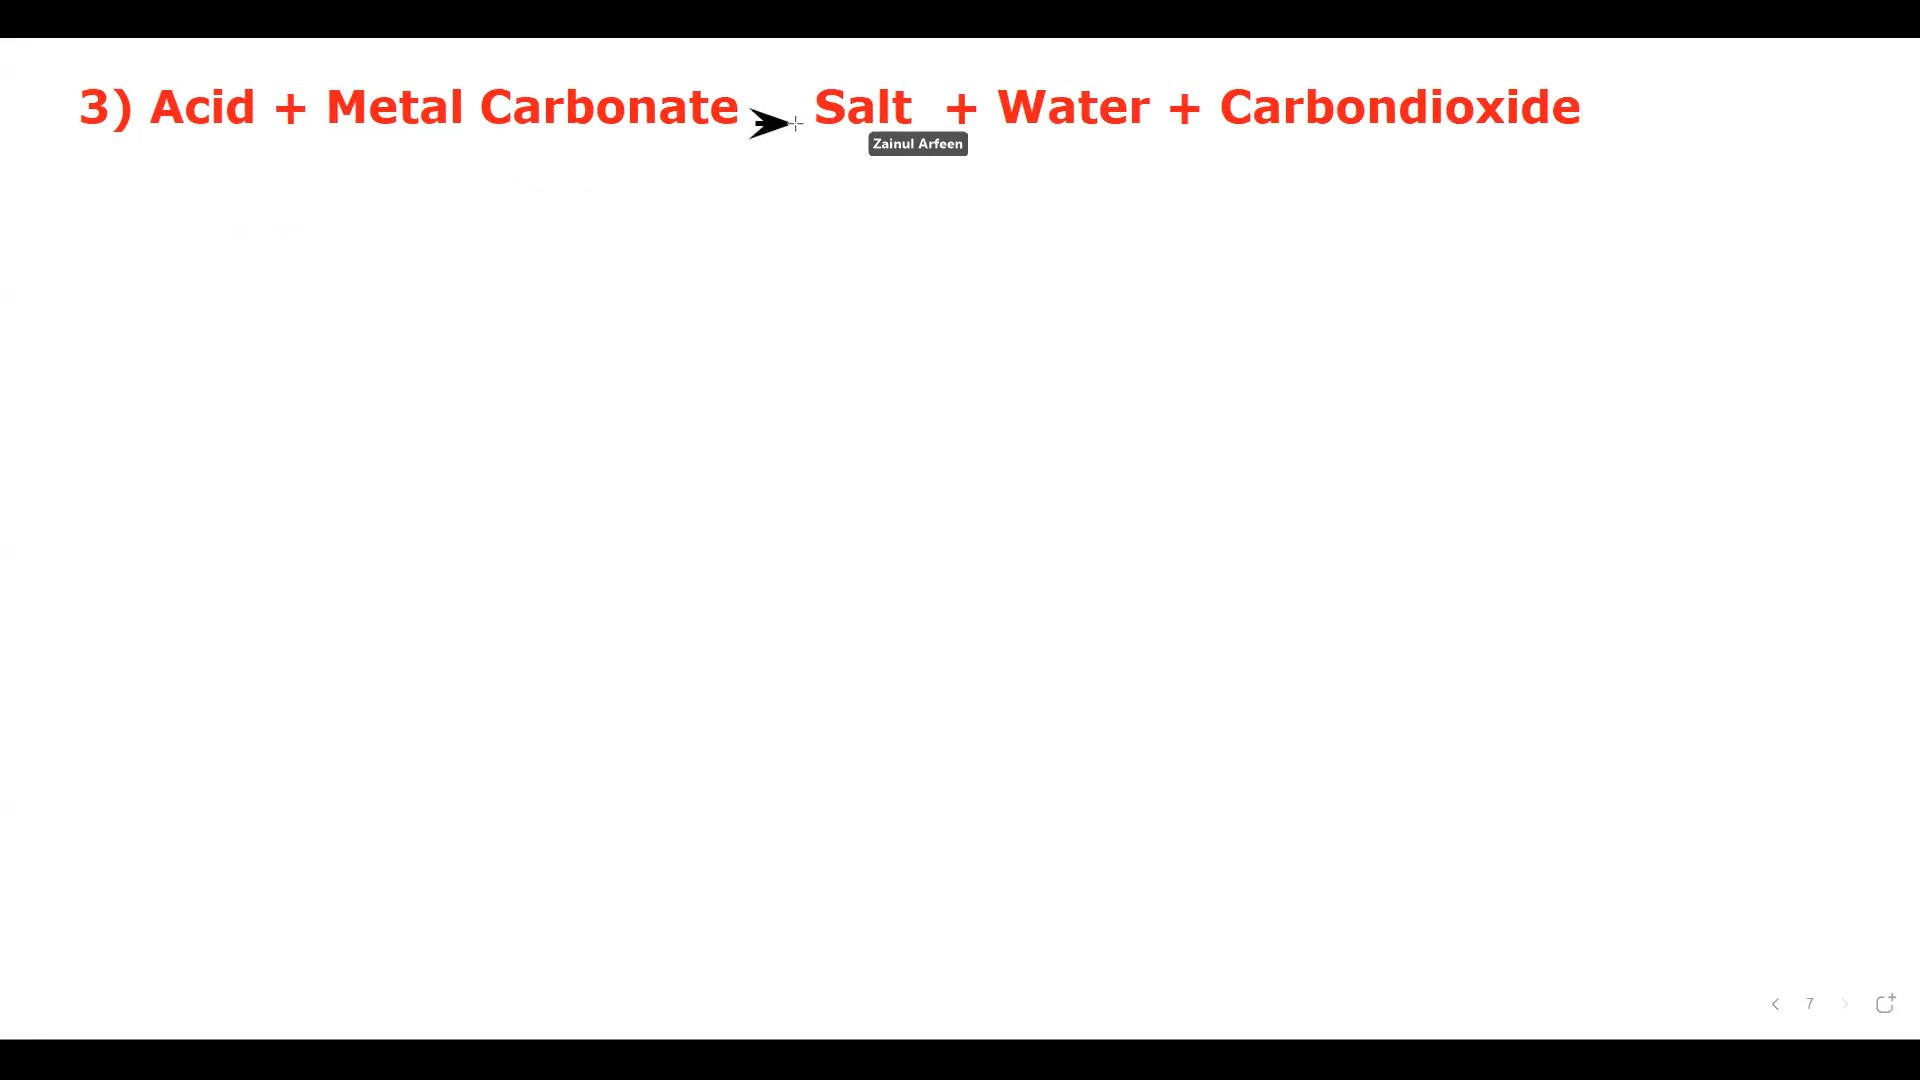 3) Acid + Metal Carbonate ➤ Salt + Water + Carbondioxide
Zainul Arfeen
7